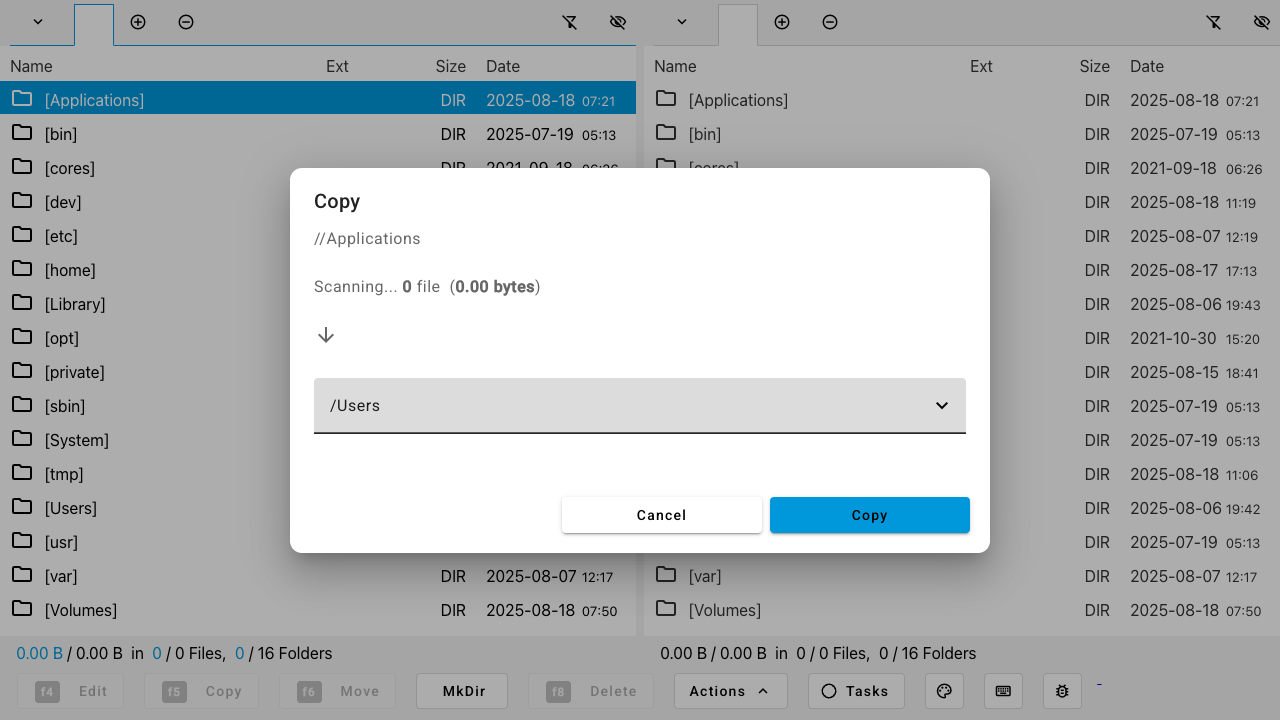 Name Ext Size Date
[Applications] DIR 2025-08-18 07:21
[bin] DIR 2025-07-19 05:13
[cores] DIR 2021-09-18 06:26
[dev]
[etc]
[home]
[Library]
[opt]
[private]
[sbin]
[System]
[tmp]
[Users]
[usr]
[var] DIR 2025-08-07 12:17
[Volumes] DIR 2025-08-18 07:50
0.00 B / 0.00 B in 0 / 0 Files, 0 / 16 Folders
Name Ext Size Date
[Applications] DIR 2025-08-18 07:21
[bin] DIR 2025-07-19 05:13
[cores] DIR 2021-09-18 06:26
DIR 2025-08-18 11:19
DIR 2025-08-07 12:19
DIR 2025-08-17 17:13
DIR 2025-08-06 19:43
DIR 2021-10-30 15:20
DIR 2025-08-15 18:41
DIR 2025-07-19 05:13
DIR 2025-07-19 05:13
DIR 2025-08-18 11:06
DIR 2025-08-06 19:42
DIR 2025-07-19 05:13
[var] DIR 2025-08-07 12:17
[Volumes] DIR 2025-08-18 07:50
0.00 B / 0.00 B in 0 / 0 Files, 0 / 16 Folders
Copy
//Applications
Scanning... 0 file (0.00 bytes)
/Users
Cancel Copy
f4 Edit f5 Copy f6 Move MkDir f8 Delete Actions Tasks